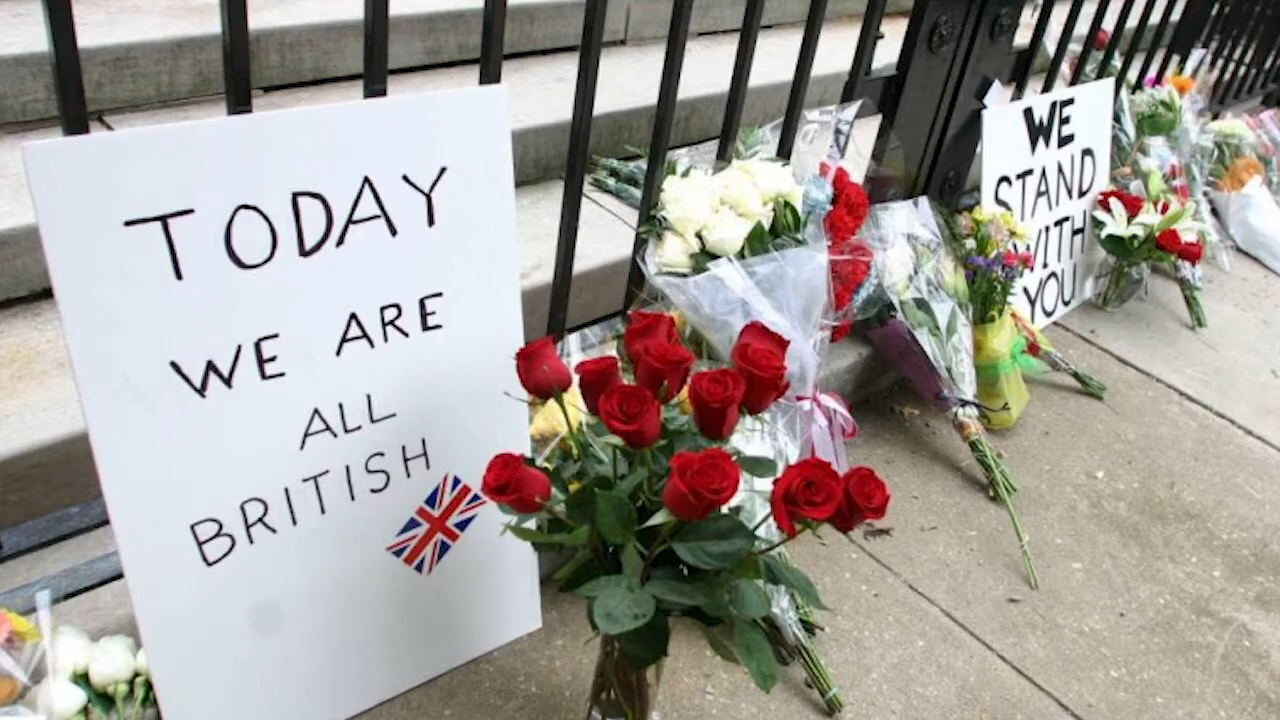 TODAY
WE ARE
ALL
BRITISH
WE
STAND
WITH
YOU